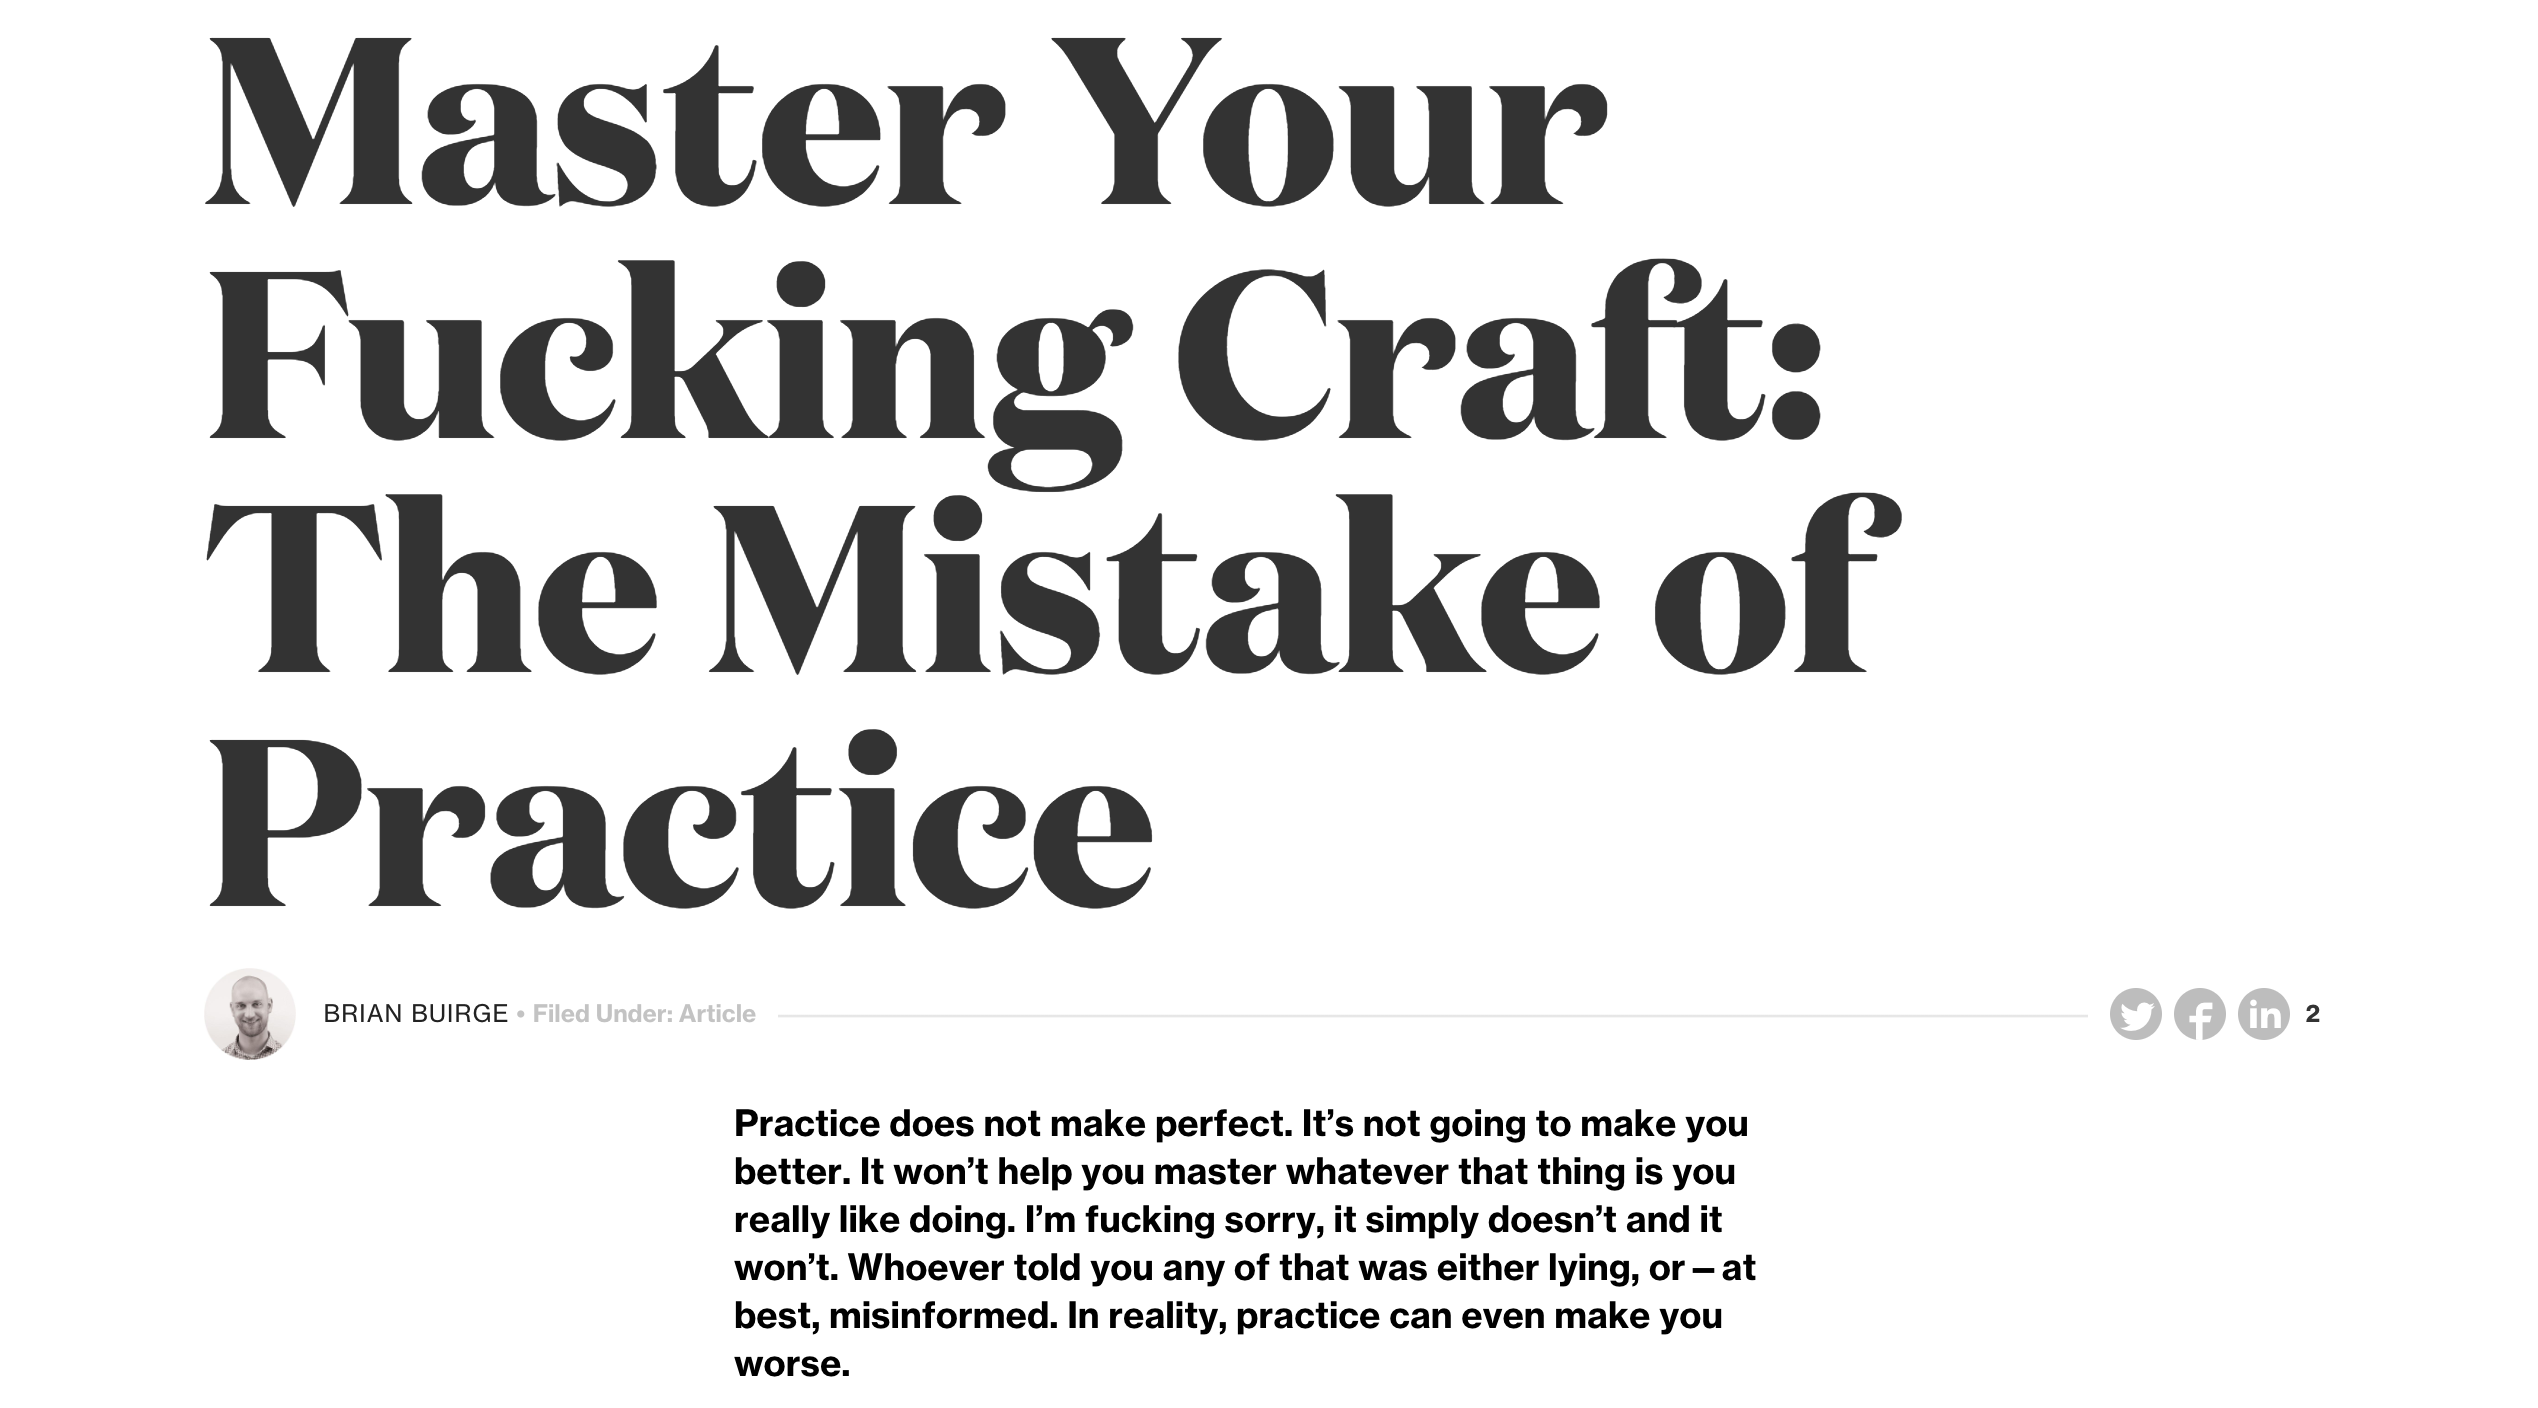 Master Your
Fucking Craft:
The Mistake of
Practice
BRIAN BUIRGE • Filed Under: Article
in 2
Practice does not make perfect. It’s not going to make you
better. It won’t help you master whatever that thing is you
really like doing. I’m fucking sorry, it simply doesn’t and it
won’t. Whoever told you any of that was either lying, or – at
best, misinformed. In reality, practice can even make you
worse.